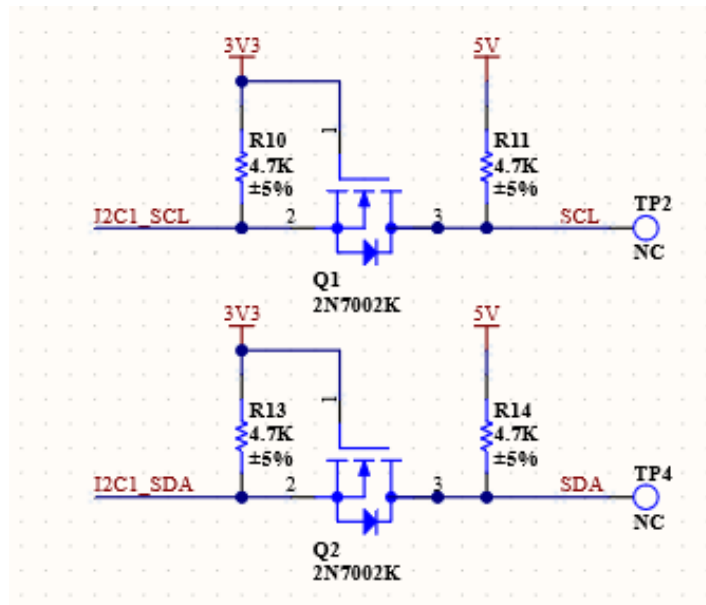 3V3
5V
1
R10
4.7K
±5%
R11
4.7K
±5%
I2C1_SCL
2
3
SCL
TP2
NC
Q1
2N7002K
3V3
5V
1
R13
4.7K
±5%
R14
4.7K
±5%
I2C1_SDA
2
3
SDA
TP4
NC
Q2
2N7002K